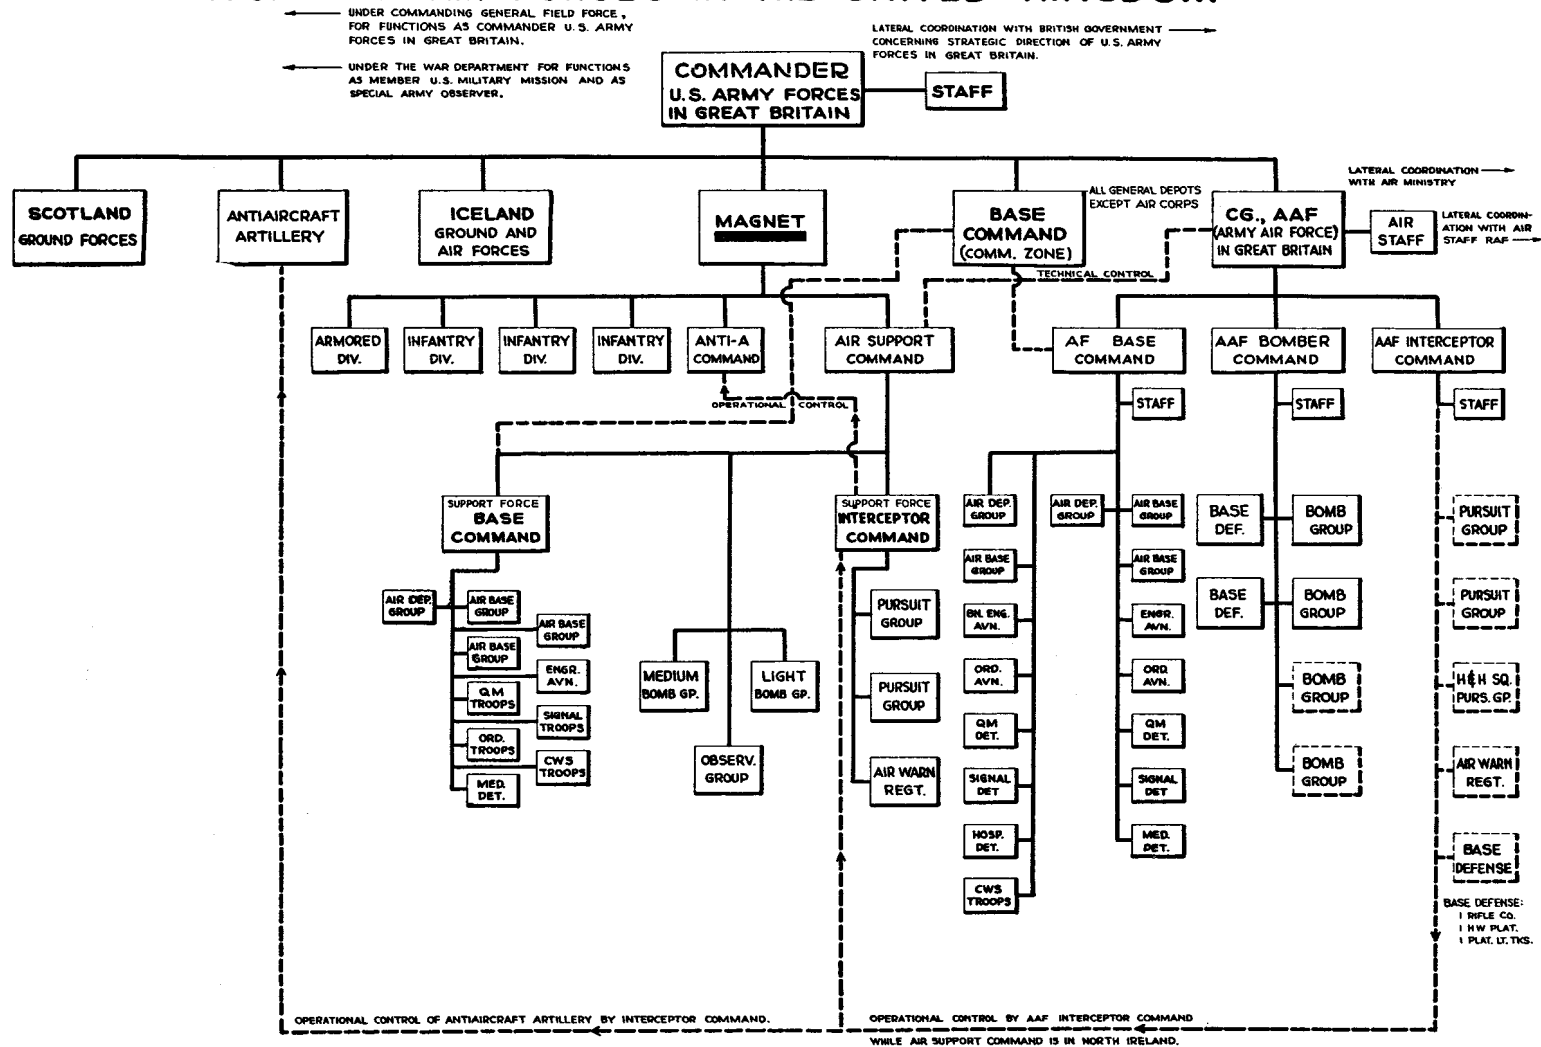 UNDER COMMANDING GENERAL FIELD FORCE,
FOR FUNCTIONS AS COMMANDER U.S. ARMY
FORCES IN GREAT BRITAIN.
UNDER THE WAR DEPARTMENT FOR FUNCTIONS
AS MEMBER U.S. MILITARY MISSION AND AS
SPECIAL ARMY OBSERVER.
LATERAL COORDINATION WITH BRITISH GOVERNMENT
CONCERNING STRATEGIC DIRECTION OF U.S. ARMY
FORCES IN GREAT BRITAIN.
COMMANDER
U.S. ARMY FORCES
IN GREAT BRITAIN
STAFF
SCOTLAND
GROUND FORCES
ANTIAIRCRAFT
ARTILLERY
ICELAND
GROUND AND
AIR FORCES
MAGNET
BASE
COMMAND
(COMM. ZONE)
ALL GENERAL DEPOTS
EXCEPT AIR CORPS
CG., AAF
(ARMY AIR FORCE)
IN GREAT BRITAIN
LATERAL COORDINATION
WITH AIR MINISTRY
AIR
STAFF
LATERAL COORDIN-
ATION WITH AIR
STAFF RAF
TECHNICAL CONTROL
ARMORED
DIV.
INFANTRY
DIV.
INFANTRY
DIV.
INFANTRY
DIV.
ANTI-A
COMMAND
AIR SUPPORT
COMMAND
AF BASE
COMMAND
AAF BOMBER
COMMAND
AAF INTERCEPTOR
COMMAND
OPERATIONAL CONTROL
STAFF
STAFF
STAFF
SUPPORT FORCE
BASE
COMMAND
SUPPORT FORCE
INTERCEPTOR
COMMAND
AIR DEP.
GROUP
AIR BASE
GROUP
AIR BASE
GROUP
AIR BASE
GROUP
ENGR.
AVN.
QM
TROOPS
SIGNAL
TROOPS
ORD.
TROOPS
CWS
TROOPS
MED.
DET.
MEDIUM
BOMB GP.
LIGHT
BOMB GP.
OBSERV.
GROUP
PURSUIT
GROUP
PURSUIT
GROUP
AIR WARN
REGT.
AIR DEP.
GROUP
AIR BASE
GROUP
BN. ENG.
AVN.
ORD.
AVN.
QM
DET.
SIGNAL
DET
HOSP.
DET.
CWS
TROOPS
AIR DEP.
GROUP
AIR BASE
GROUP
AIR BASE
GROUP
ENGR.
AVN.
ORD
AVN.
QM
DET.
SIGNAL
DET
MED.
DET.
BASE
DEF.
BOMB
GROUP
BASE
DEF.
BOMB
GROUP
BOMB
GROUP
BOMB
GROUP
PURSUIT
GROUP
PURSUIT
GROUP
H&H SQ.
PURS. GP.
AIR WARN
REGT.
BASE
DEFENSE
BASE DEFENSE:
1 RIFLE CO.
1 HW PLAT.
1 PLAT. LT. TKS.
OPERATIONAL CONTROL OF ANTIAIRCRAFT ARTILLERY BY INTERCEPTOR COMMAND.
OPERATIONAL CONTROL BY AAF INTERCEPTOR COMMAND
WHILE AIR SUPPORT COMMAND IS IN NORTH IRELAND.